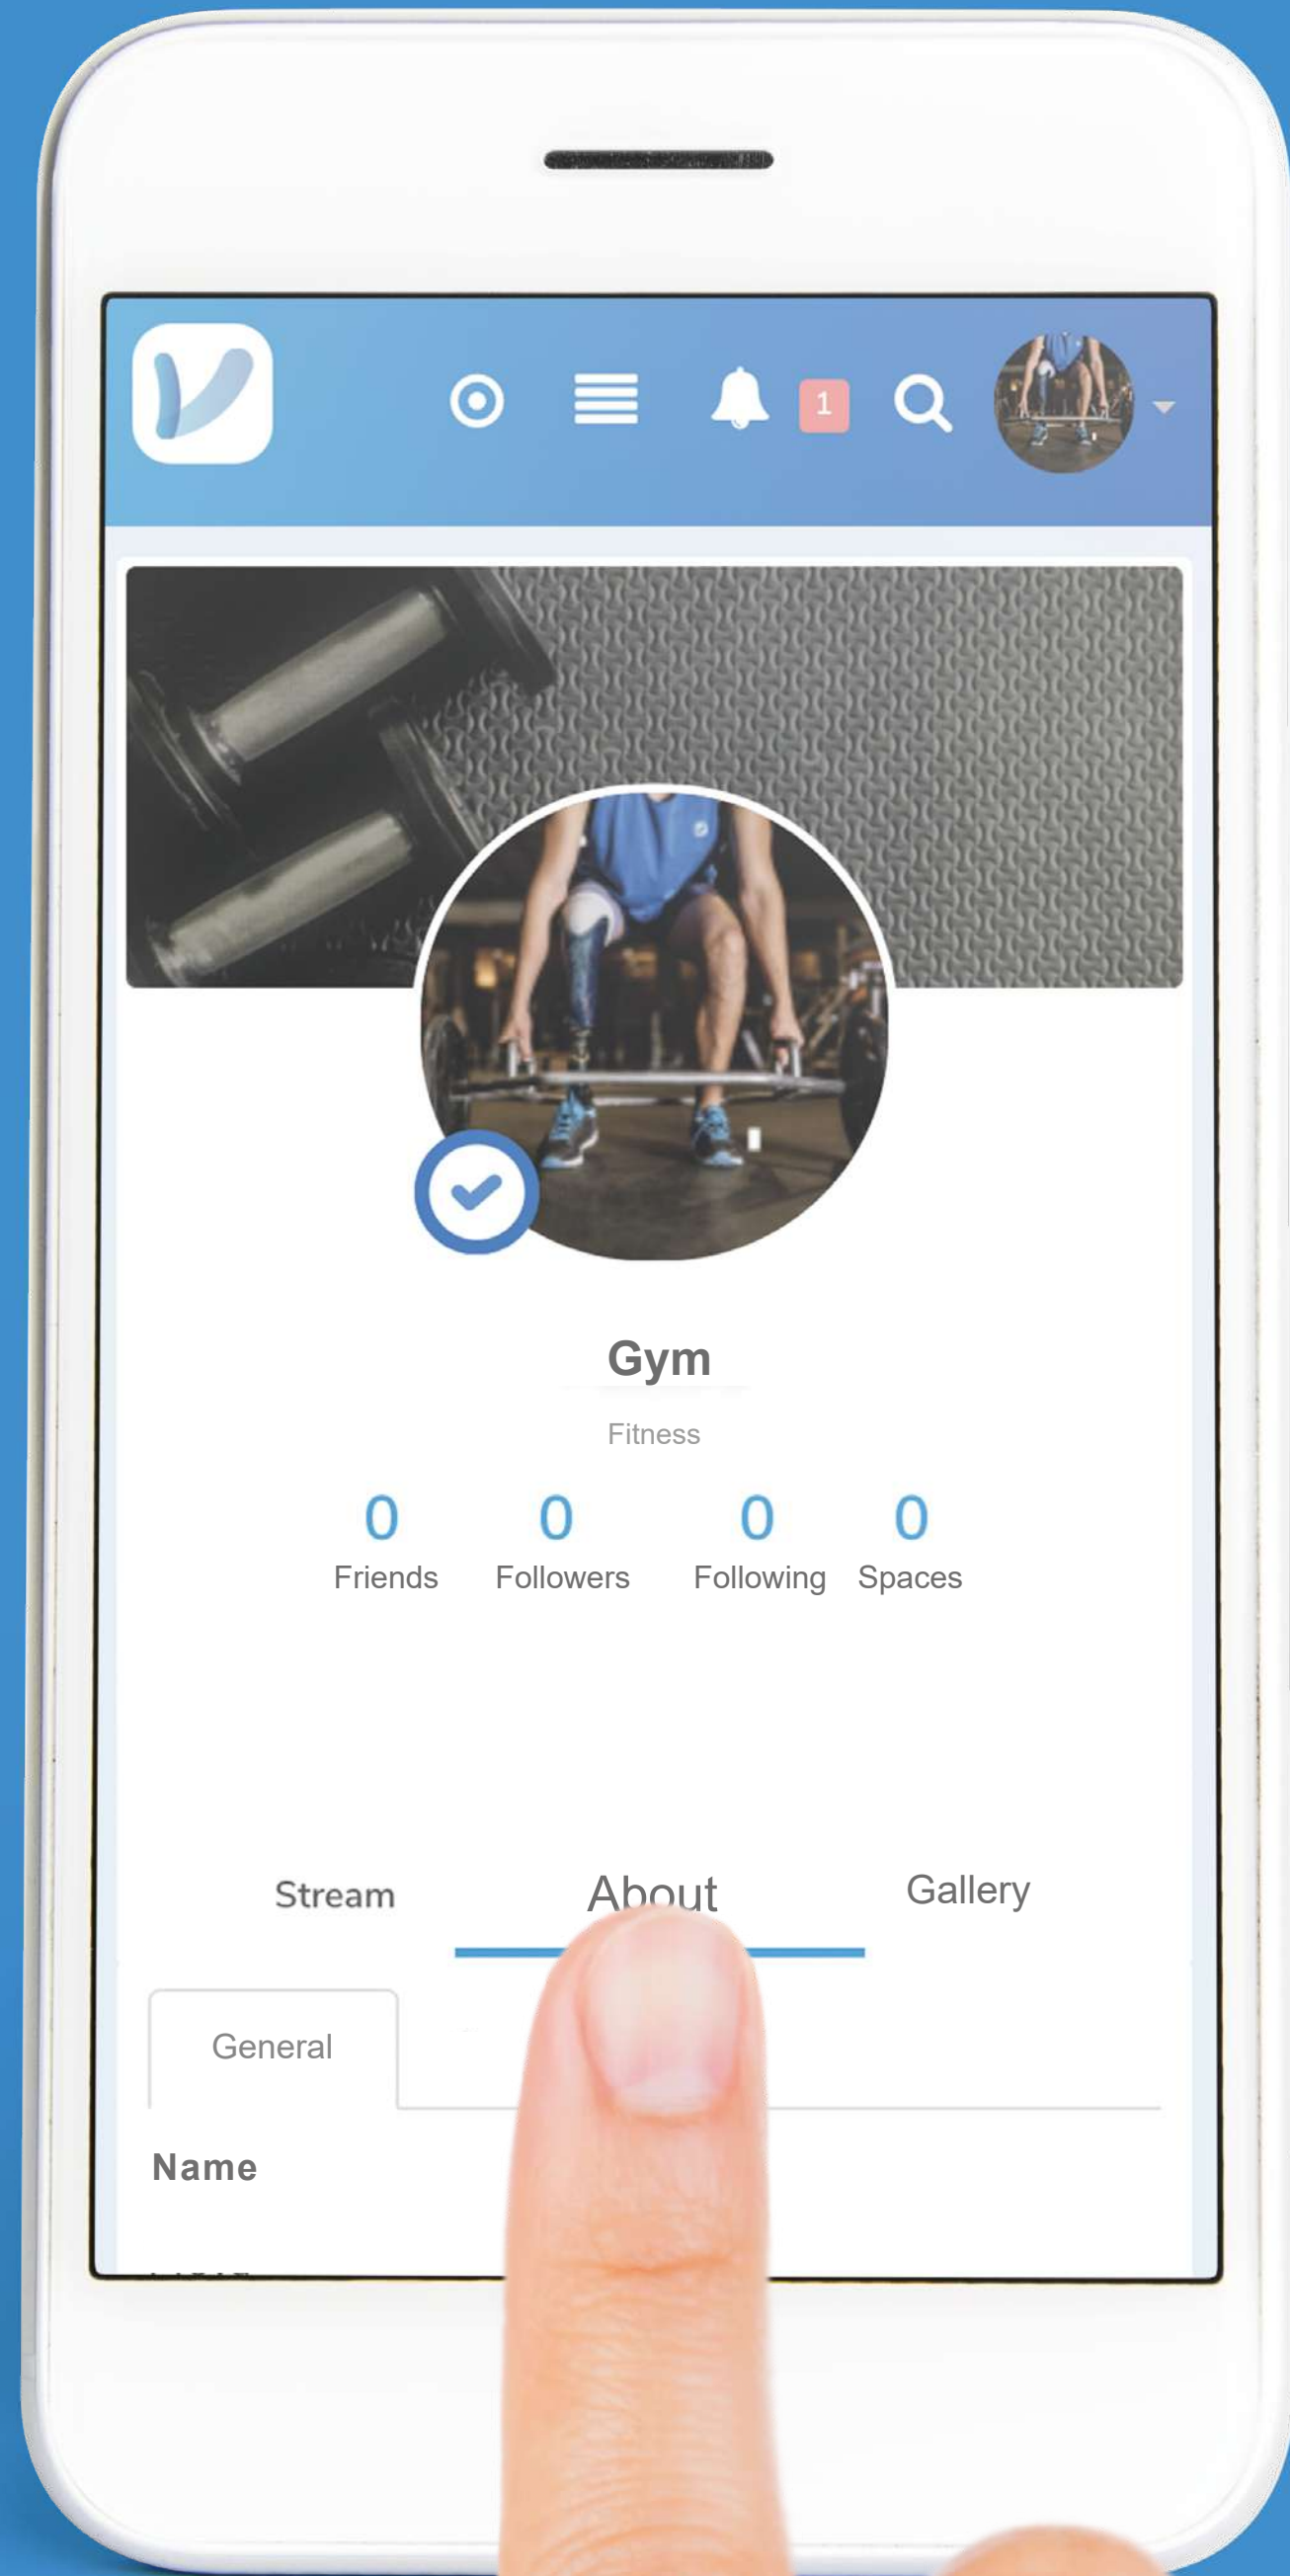 1
Gym
Fitness
0 0 0 0
Friends Followers Following Spaces
Stream About Gallery
General
Name